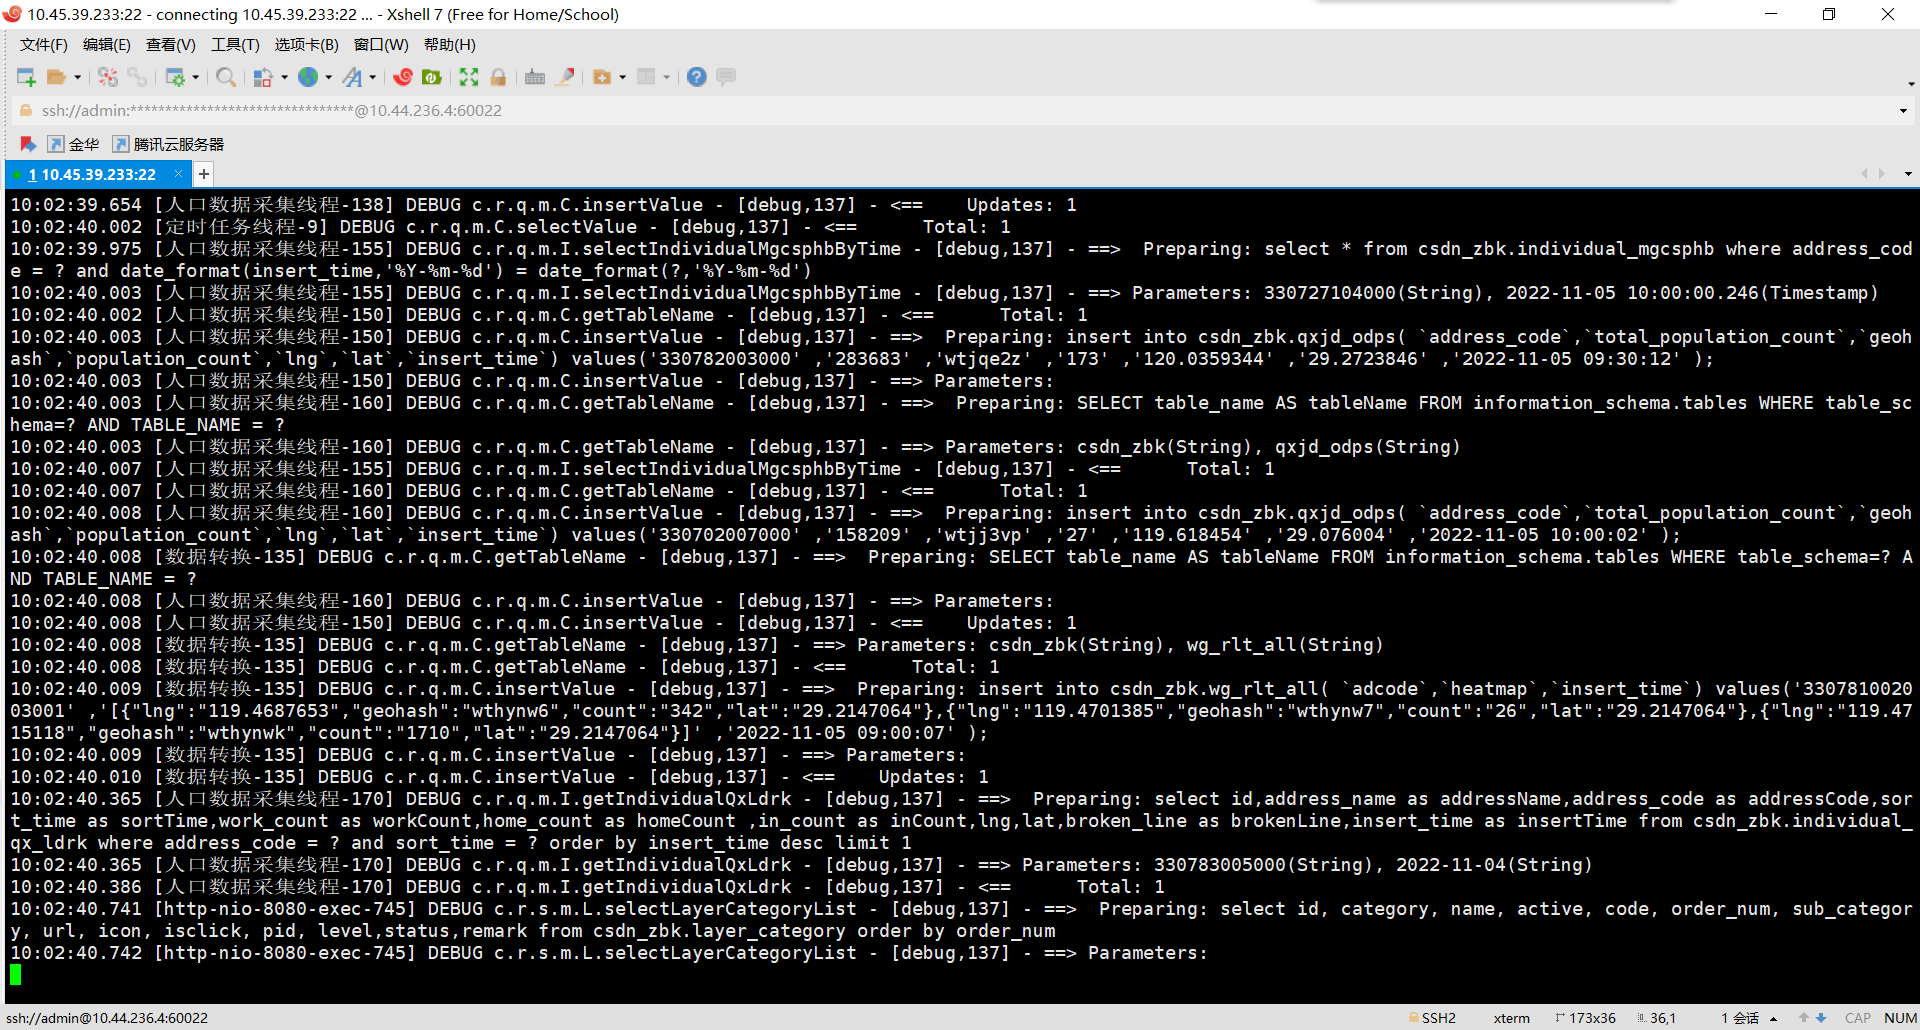 10.45.39.233:22 - connecting 10.45.39.233:22 ... - Xshell 7 (Free for Home/School)
文件(F) 编辑(E) 查看(V) 工具(T) 选项卡(B) 窗口(W) 帮助(H)
ssh://admin:********************************@10.44.236.4:60022
金华 腾讯云服务器
1 10.45.39.233:22 × +
10:02:39.654 [人口数据采集线程-138] DEBUG c.r.q.m.C.insertValue - [debug,137] - <==    Updates: 1
10:02:40.002 [定时任务线程-9] DEBUG c.r.q.m.C.selectValue - [debug,137] - <==      Total: 1
10:02:39.975 [人口数据采集线程-155] DEBUG c.r.q.m.I.selectIndividualMgcsphbByTime - [debug,137] - ==>  Preparing: select * from csdn_zbk.individual_mgcsphb where address_cod
e = ? and date_format(insert_time,'%Y-%m-%d') = date_format(?,'%Y-%m-%d')
10:02:40.003 [人口数据采集线程-155] DEBUG c.r.q.m.I.selectIndividualMgcsphbByTime - [debug,137] - ==> Parameters: 330727104000(String), 2022-11-05 10:00:00.246(Timestamp)
10:02:40.002 [人口数据采集线程-150] DEBUG c.r.q.m.C.getTableName - [debug,137] - <==      Total: 1
10:02:40.003 [人口数据采集线程-150] DEBUG c.r.q.m.C.insertValue - [debug,137] - ==>  Preparing: insert into csdn_zbk.qxjd_odps( `address_code`,`total_population_count`,`geoh
ash`,`population_count`,`lng`,`lat`,`insert_time`) values('330782003000' ,'283683' ,'wtjqe2z' ,'173' ,'120.0359344' ,'29.2723846' ,'2022-11-05 09:30:12' );
10:02:40.003 [人口数据采集线程-150] DEBUG c.r.q.m.C.insertValue - [debug,137] - ==> Parameters:
10:02:40.003 [人口数据采集线程-160] DEBUG c.r.q.m.C.getTableName - [debug,137] - ==>  Preparing: SELECT table_name AS tableName FROM information_schema.tables WHERE table_sc
hema=? AND TABLE_NAME = ?
10:02:40.003 [人口数据采集线程-160] DEBUG c.r.q.m.C.getTableName - [debug,137] - ==> Parameters: csdn_zbk(String), qxjd_odps(String)
10:02:40.007 [人口数据采集线程-155] DEBUG c.r.q.m.I.selectIndividualMgcsphbByTime - [debug,137] - <==      Total: 1
10:02:40.007 [人口数据采集线程-160] DEBUG c.r.q.m.C.getTableName - [debug,137] - <==      Total: 1
10:02:40.008 [人口数据采集线程-160] DEBUG c.r.q.m.C.insertValue - [debug,137] - ==>  Preparing: insert into csdn_zbk.qxjd_odps( `address_code`,`total_population_count`,`geoh
ash`,`population_count`,`lng`,`lat`,`insert_time`) values('330702007000' ,'158209' ,'wtjj3vp' ,'27' ,'119.618454' ,'29.076004' ,'2022-11-05 10:00:02' );
10:02:40.008 [数据转换-135] DEBUG c.r.q.m.C.getTableName - [debug,137] - ==>  Preparing: SELECT table_name AS tableName FROM information_schema.tables WHERE table_schema=? A
ND TABLE_NAME = ?
10:02:40.008 [人口数据采集线程-160] DEBUG c.r.q.m.C.insertValue - [debug,137] - ==> Parameters:
10:02:40.008 [人口数据采集线程-150] DEBUG c.r.q.m.C.insertValue - [debug,137] - <==    Updates: 1
10:02:40.008 [数据转换-135] DEBUG c.r.q.m.C.getTableName - [debug,137] - ==> Parameters: csdn_zbk(String), wg_rlt_all(String)
10:02:40.008 [数据转换-135] DEBUG c.r.q.m.C.getTableName - [debug,137] - <==      Total: 1
10:02:40.009 [数据转换-135] DEBUG c.r.q.m.C.insertValue - [debug,137] - ==>  Preparing: insert into csdn_zbk.wg_rlt_all( `adcode`,`heatmap`,`insert_time`) values('330781002
03001' ,'[{"lng":"119.4687653","geohash":"wthynw6","count":"342","lat":"29.2147064"},{"lng":"119.4701385","geohash":"wthynw7","count":"26","lat":"29.2147064"},{"lng":"119.47
15118","geohash":"wthynwk","count":"1710","lat":"29.2147064"}]' ,'2022-11-05 09:00:07' );
10:02:40.009 [数据转换-135] DEBUG c.r.q.m.C.insertValue - [debug,137] - ==> Parameters:
10:02:40.010 [数据转换-135] DEBUG c.r.q.m.C.insertValue - [debug,137] - <==    Updates: 1
10:02:40.365 [人口数据采集线程-170] DEBUG c.r.q.m.I.getIndividualQxLdrk - [debug,137] - ==>  Preparing: select id,address_name as addressName,address_code as addressCode,sor
t_time as sortTime,work_count as workCount,home_count as homeCount ,in_count as inCount,lng,lat,broken_line as brokenLine,insert_time as insertTime from csdn_zbk.individual_
qx_ldrk where address_code = ? and sort_time = ? order by insert_time desc limit 1
10:02:40.365 [人口数据采集线程-170] DEBUG c.r.q.m.I.getIndividualQxLdrk - [debug,137] - ==> Parameters: 330783005000(String), 2022-11-04(String)
10:02:40.386 [人口数据采集线程-170] DEBUG c.r.q.m.I.getIndividualQxLdrk - [debug,137] - <==      Total: 1
10:02:40.741 [http-nio-8080-exec-745] DEBUG c.r.s.m.L.selectLayerCategoryList - [debug,137] - ==>  Preparing: select id, category, name, active, code, order_num, sub_categor
y, url, icon, isclick, pid, level,status,remark from csdn_zbk.layer_category order by order_num
10:02:40.742 [http-nio-8080-exec-745] DEBUG c.r.s.m.L.selectLayerCategoryList - [debug,137] - ==> Parameters:
ssh://admin@10.44.236.4:60022 SSH2 xterm 173x36 36,1 1 会话 CAP NUM